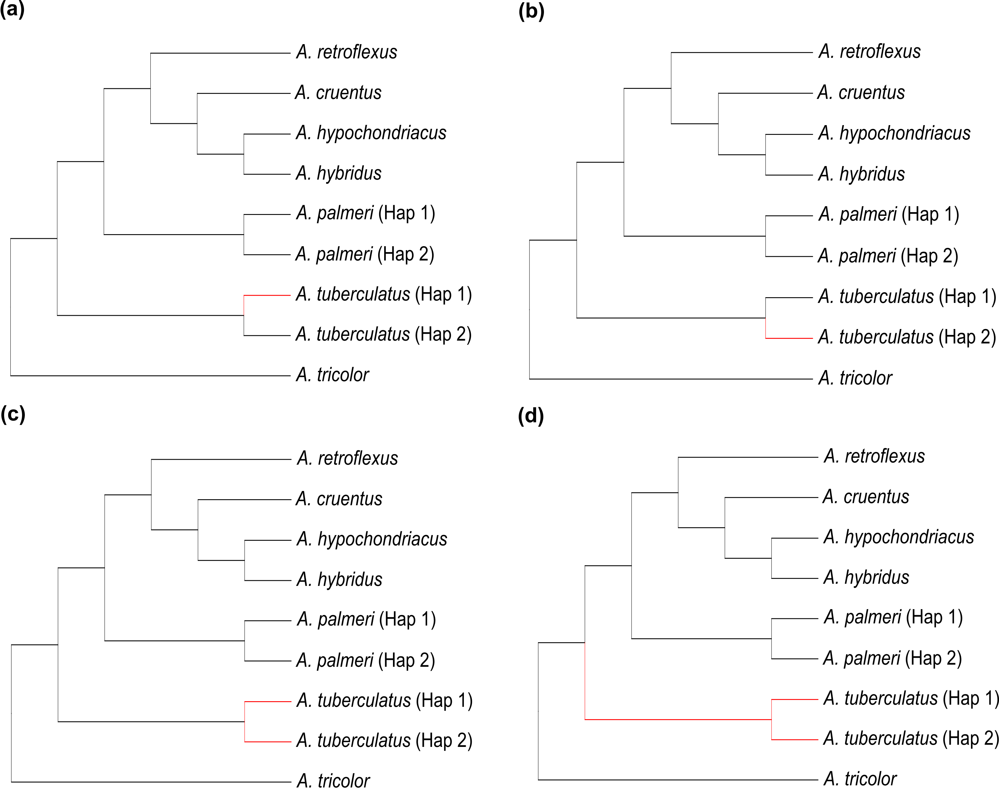 (a)
A. retroflexus
A. cruentus
A. hypochondriacus
A. hybridus
A. palmeri (Hap 1)
A. palmeri (Hap 2)
A. tuberculatus (Hap 1)
A. tuberculatus (Hap 2)
A. tricolor
(b)
A. retroflexus
A. cruentus
A. hypochondriacus
A. hybridus
A. palmeri (Hap 1)
A. palmeri (Hap 2)
A. tuberculatus (Hap 1)
A. tuberculatus (Hap 2)
A. tricolor
(c)
A. retroflexus
A. cruentus
A. hypochondriacus
A. hybridus
A. palmeri (Hap 1)
A. palmeri (Hap 2)
A. tuberculatus (Hap 1)
A. tuberculatus (Hap 2)
A. tricolor
(d)
A. retroflexus
A. cruentus
A. hypochondriacus
A. hybridus
A. palmeri (Hap 1)
A. palmeri (Hap 2)
A. tuberculatus (Hap 1)
A. tuberculatus (Hap 2)
A. tricolor